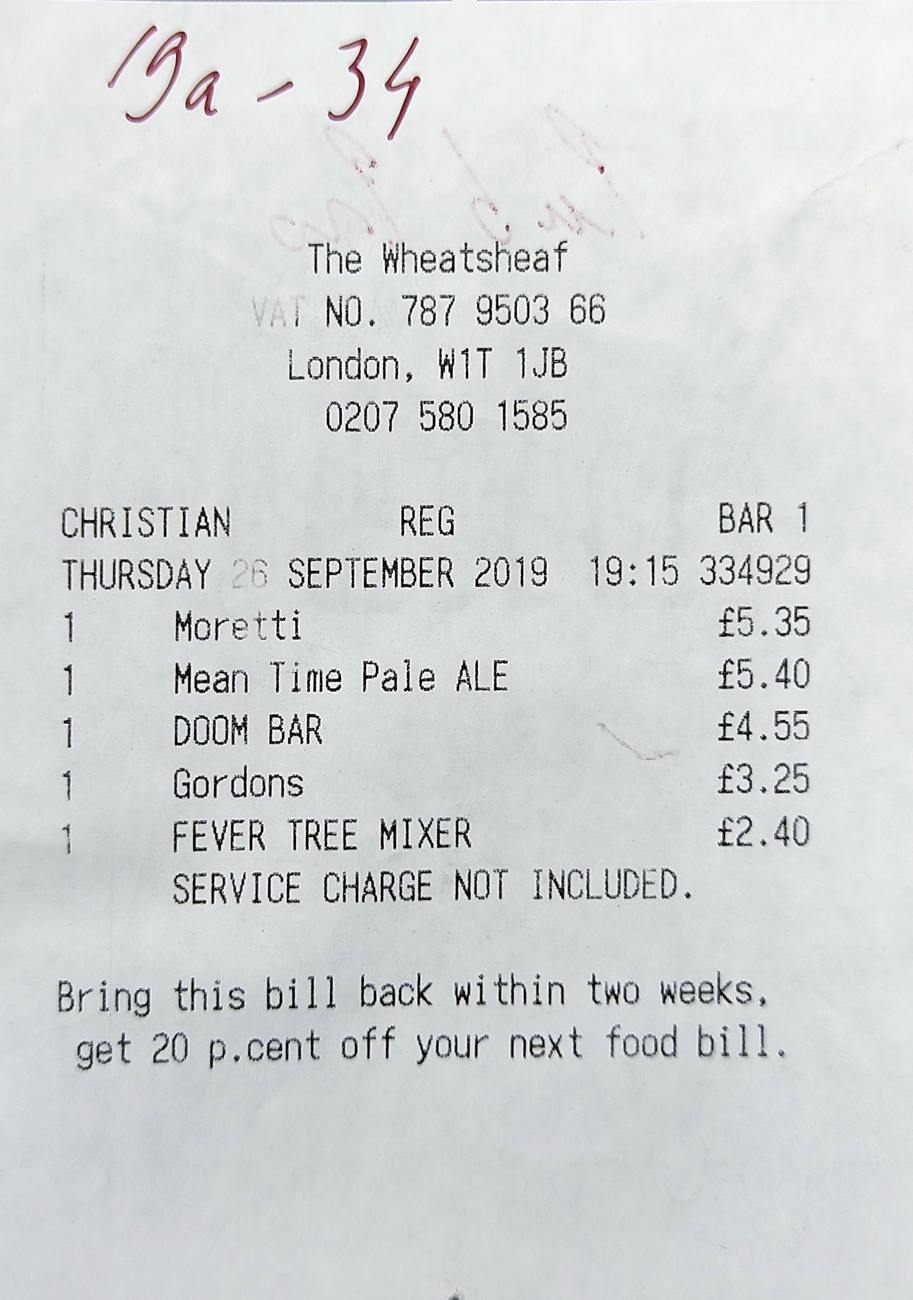 19a - 34
The Wheatsheaf
VAT NO. 787 9503 66
London, W1T 1JB
0207 580 1585
CHRISTIAN REG BAR 1
THURSDAY 26 SEPTEMBER 2019 19:15 334929
1 Moretti £5.35
1 Mean Time Pale ALE £5.40
1 DOOM BAR £4.55
1 Gordons £3.25
1 FEVER TREE MIXER £2.40
SERVICE CHARGE NOT INCLUDED.
Bring this bill back within two weeks,
get 20 p.cent off your next food bill.